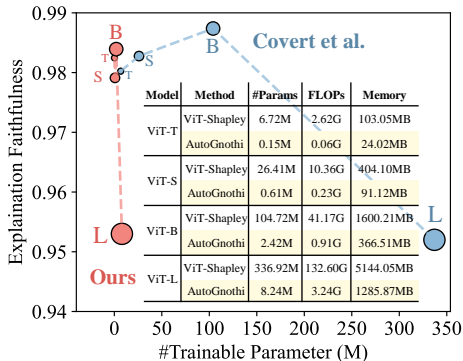 0.99
0.98
0.97
0.96
0.95
0.94
Explaination Faithfulness
B
T
S
T
S
B
Covert et al.
L
Ours
L
Model Method #Params FLOPs Memory
ViT-T ViT-Shapley 6.72M 2.62G 103.05MB
AutoGnothi 0.15M 0.06G 24.02MB
ViT-S ViT-Shapley 26.41M 10.36G 404.10MB
AutoGnothi 0.61M 0.23G 91.12MB
ViT-B ViT-Shapley 104.72M 41.17G 1600.21MB
AutoGnothi 2.42M 0.91G 366.51MB
ViT-L ViT-Shapley 336.92M 132.60G 5144.05MB
AutoGnothi 8.24M 3.24G 1285.87MB
0 50 100 150 200 250 300 350
#Trainable Parameter (M)